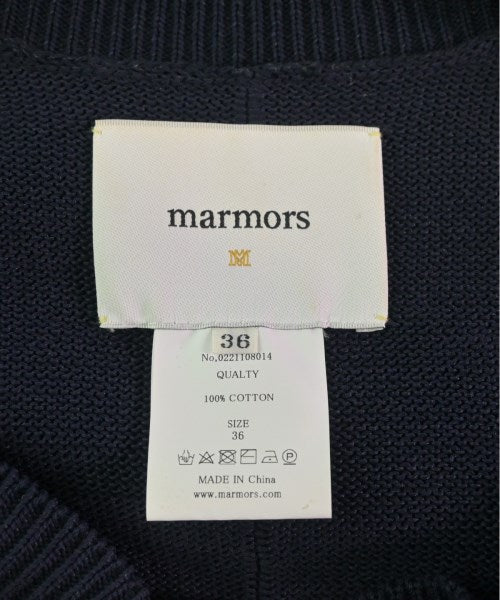 marmors
M
36
No,0221108014
QUALTY
100% COTTON
SIZE
36
MADE IN China
www.marmors.com